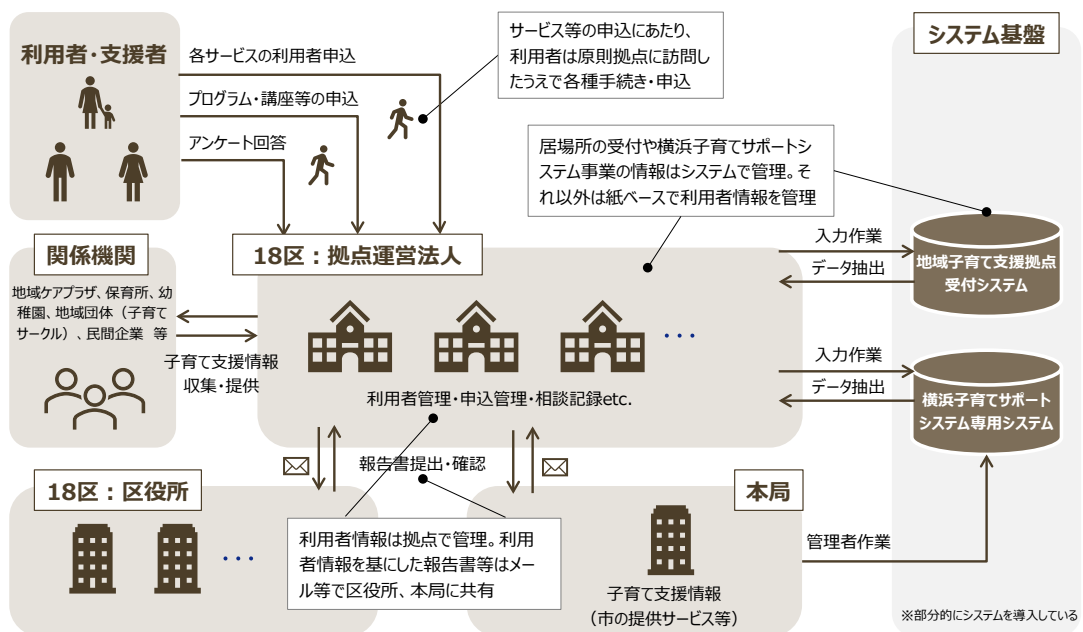 利用者・支援者
各サービスの利用者申込
プログラム・講座等の申込
アンケート回答
サービス等の申込にあたり、
利用者は原則拠点に訪問し
たうえで各種手続き・申込
システム基盤
居場所の受付や横浜子育てサポートシ
ステム事業の情報はシステムで管理。そ
れ以外は紙ベースで利用者情報を管理
関係機関
地域ケアプラザ、保育所、幼
稚園、地域団体（子育て
サークル）、民間企業 等
子育て支援情報
収集・提供
18区：拠点運営法人
・・・
利用者管理・申込管理・相談記録etc.
入力作業
データ抽出
地域子育て支援拠点
受付システム
入力作業
データ抽出
横浜子育てサポート
システム専用システム
報告書提出・確認
18区：区役所
・・・
利用者情報は拠点で管理。利用
者情報を基にした報告書等はメー
ル等で区役所、本局に共有
本局
子育て支援情報
（市の提供サービス等）
管理者作業
※部分的にシステムを導入している